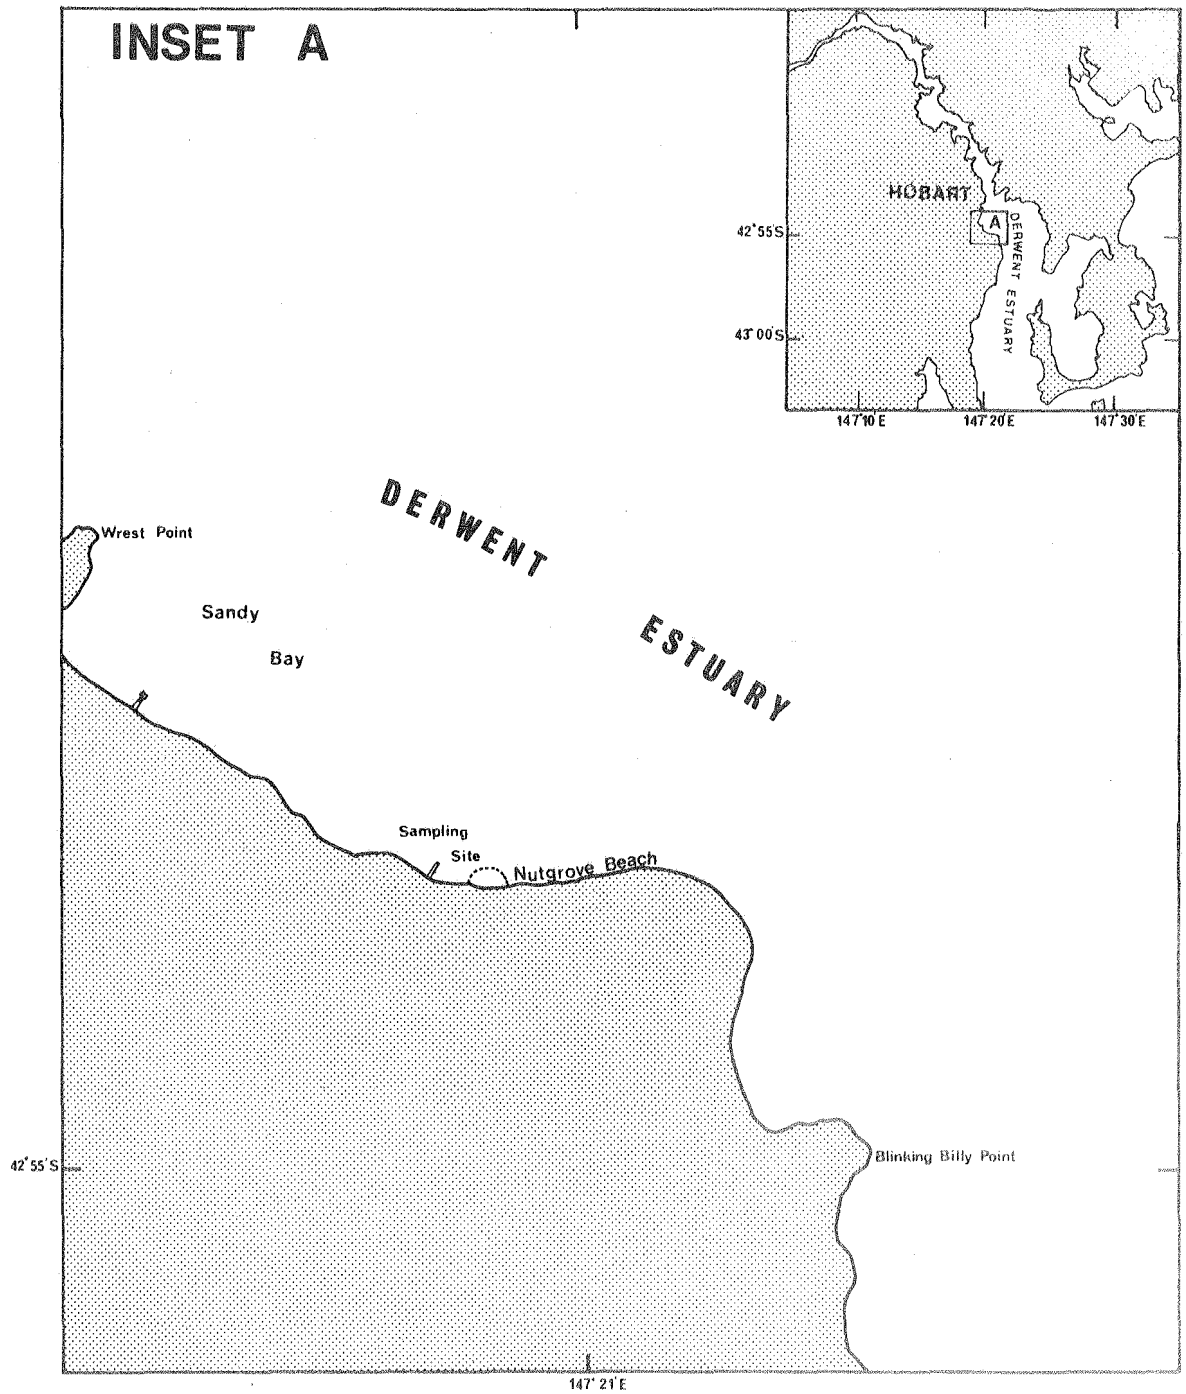 INSET A
HOBART
A
DERWENT ESTUARY
42°55'S
43°00'S
147°10'E
147°20'E
147°30'E
DERWENT
ESTUARY
Wrest Point
Sandy
Bay
Sampling
Site
Nutgrove Beach
Blinking Billy Point
42°55'S
147°21'E